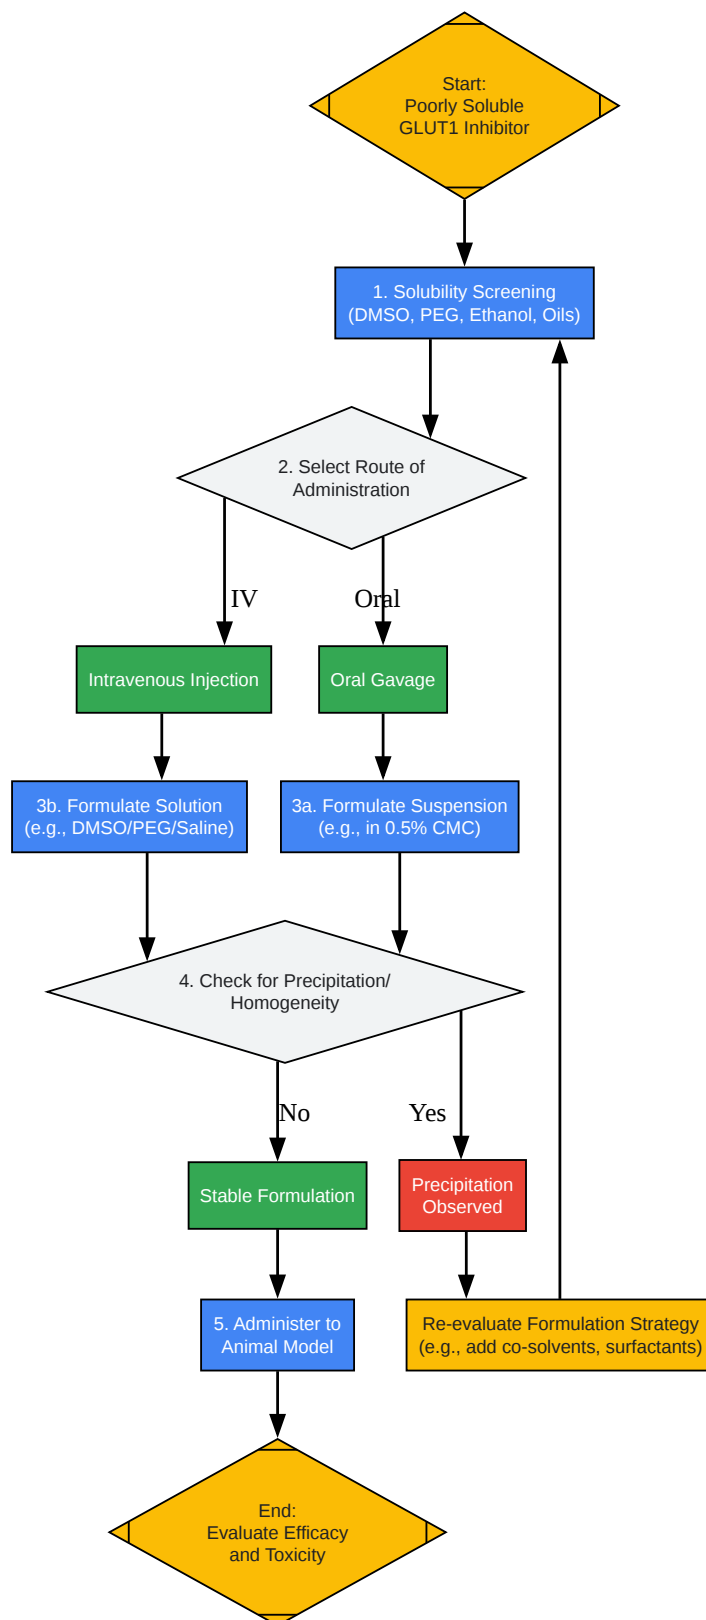 Start:
Poorly Soluble
GLUT1 Inhibitor
1. Solubility Screening
(DMSO, PEG, Ethanol, Oils)
2. Select Route of
Administration
IV
Oral
Intravenous Injection
Oral Gavage
3b. Formulate Solution
(e.g., DMSO/PEG/Saline)
3a. Formulate Suspension
(e.g., in 0.5% CMC)
4. Check for Precipitation/
Homogeneity
No
Yes
Stable Formulation
Precipitation
Observed
5. Administer to
Animal Model
Re-evaluate Formulation Strategy
(e.g., add co-solvents, surfactants)
End:
Evaluate Efficacy
and Toxicity